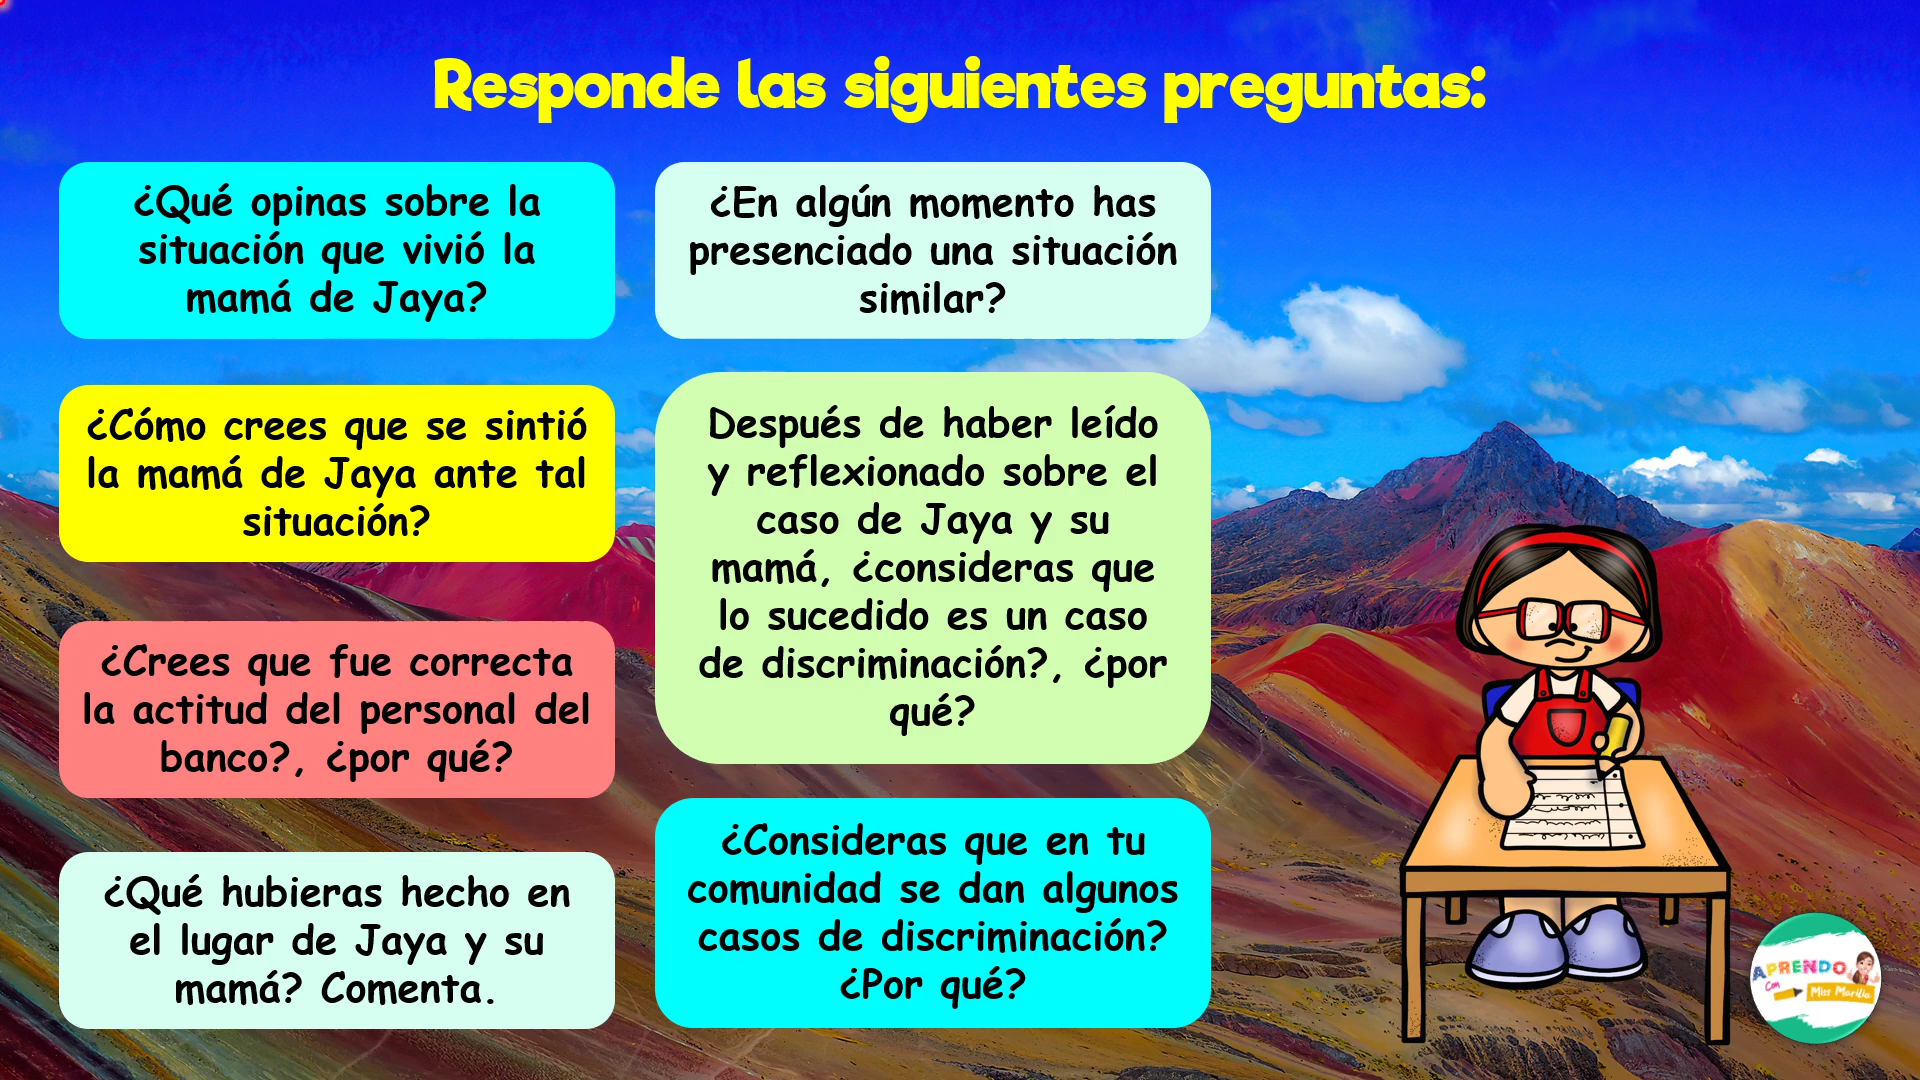 Responde las siguientes preguntas:
¿Qué opinas sobre la
situación que vivió la
mamá de Jaya?
¿Cómo crees que se sintió
la mamá de Jaya ante tal
situación?
¿Crees que fue correcta
la actitud del personal del
banco?, ¿por qué?
¿Qué hubieras hecho en
el lugar de Jaya y su
mamá? Comenta.
¿En algún momento has
presenciado una situación
similar?
Después de haber leído
y reflexionado sobre el
caso de Jaya y su
mamá, ¿consideras que
lo sucedido es un caso
de discriminación?, ¿por
qué?
¿Consideras que en tu
comunidad se dan algunos
casos de discriminación?
¿Por qué?
APRENDO
Con
Miss Marilia